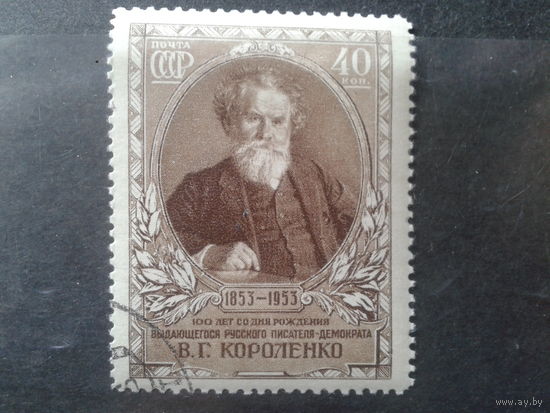 ПОЧТА
СССР
40
КОП.
1853–1953
100 ЛЕТ СО ДНЯ РОЖДЕНИЯ
ВЫДАЮЩЕГОСЯ РУССКОГО ПИСАТЕЛЯ-ДЕМОКРАТА
В. Г. КОРОЛЕНКО
www.ay.by